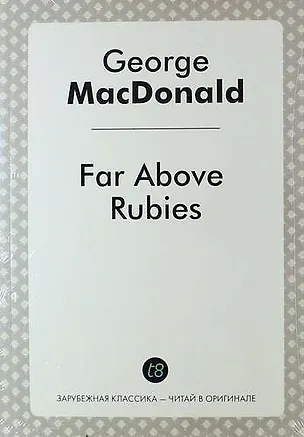 George
MacDonald
Far Above
Rubies
t8
ЗАРУБЕЖНАЯ КЛАССИКА — ЧИТАЙ В ОРИГИНАЛЕ